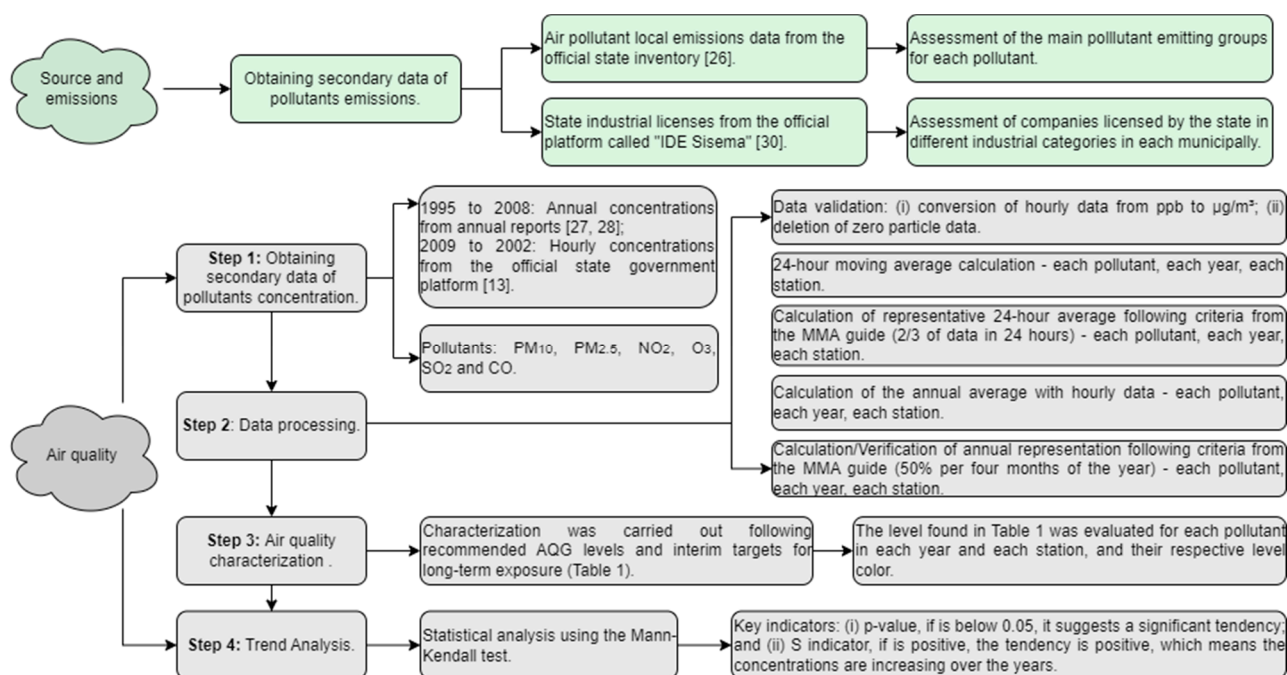 Source and
emissions
Obtaining secondary data of
pollutants emissions.
Air pollutant local emissions data from the
official state inventory [26].
Assessment of the main polllutant emitting groups
for each pollutant.
State industrial licenses from the official
platform called "IDE Sisema" [30].
Assessment of companies licensed by the state in
different industrial categories in each municipally.
Air quality
Step 1: Obtaining
secondary data of
pollutants concentration.
1995 to 2008: Annual concentrations
from annual reports [27, 28];
2009 to 2002: Hourly concentrations
from the official state government
platform [13].
Pollutants: PM10, PM2.5, NO2, O3,
SO2 and CO.
Step 2: Data processing.
Data validation: (i) conversion of hourly data from ppb to µg/m³; (ii)
deletion of zero particle data.
24-hour moving average calculation - each pollutant, each year, each
station.
Calculation of representative 24-hour average following criteria from
the MMA guide (2/3 of data in 24 hours) - each pollutant, each year,
each station.
Calculation of the annual average with hourly data - each pollutant,
each year, each station.
Calculation/Verification of annual representation following criteria from
the MMA guide (50% per four months of the year) - each pollutant,
each year, each station.
Step 3: Air quality
characterization .
Characterization was carried out following
recommended AQG levels and interim targets for
long-term exposure (Table 1).
The level found in Table 1 was evaluated for each pollutant
in each year and each station, and their respective level
color.
Step 4: Trend Analysis.
Statistical analysis using the Mann-
Kendall test.
Key indicators: (i) p-value, if is below 0.05, it suggests a significant tendency;
and (ii) S indicator, if is positive, the tendency is positive, which means the
concentrations are increasing over the years.